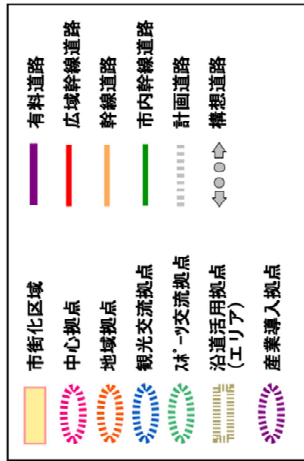 市街化区域
中心拠点
地域拠点
観光交流拠点
ｽﾎﾟｰﾂ交流拠点
沿道活用拠点
(エリア)
産業導入拠点
有料道路
広域幹線道路
幹線道路
市内幹線道路
計画道路
構想道路